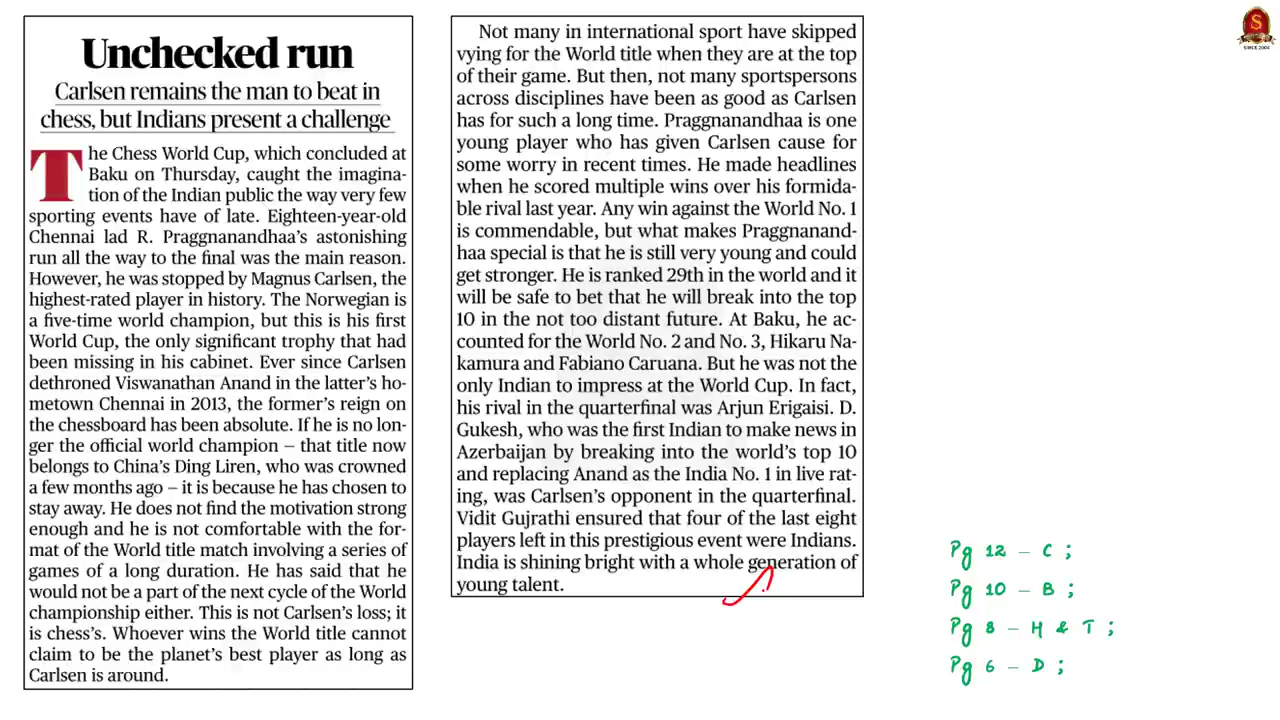 Unchecked run
Carlsen remains the man to beat in
chess, but Indians present a challenge
The Chess World Cup, which concluded at
Baku on Thursday, caught the imagina-
tion of the Indian public the way very few
sporting events have of late. Eighteen-year-old
Chennai lad R. Praggnanandhaa's astonishing
run all the way to the final was the main reason.
However, he was stopped by Magnus Carlsen, the
highest-rated player in history. The Norwegian is
a five-time world champion, but this is his first
World Cup, the only significant trophy that had
been missing in his cabinet. Ever since Carlsen
dethroned Viswanathan Anand in the latter's ho-
metown Chennai in 2013, the former's reign on
the chessboard has been absolute. If he is no lon-
ger the official world champion – that title now
belongs to China's Ding Liren, who was crowned
a few months ago – it is because he has chosen to
stay away. He does not find the motivation strong
enough and he is not comfortable with the for-
mat of the World title match involving a series of
games of a long duration. He has said that he
would not be a part of the next cycle of the World
championship either. This is not Carlsen's loss; it
is chess's. Whoever wins the World title cannot
claim to be the planet's best player as long as
Carlsen is around.
Not many in international sport have skipped
vying for the World title when they are at the top
of their game. But then, not many sportspersons
across disciplines have been as good as Carlsen
has for such a long time. Praggnanandhaa is one
young player who has given Carlsen cause for
some worry in recent times. He made headlines
when he scored multiple wins over his formida-
ble rival last year. Any win against the World No. 1
is commendable, but what makes Praggnanand-
haa special is that he is still very young and could
get stronger. He is ranked 29th in the world and it
will be safe to bet that he will break into the top
10 in the not too distant future. At Baku, he ac-
counted for the World No. 2 and No. 3, Hikaru Na-
kamura and Fabiano Caruana. But he was not the
only Indian to impress at the World Cup. In fact,
his rival in the quarterfinal was Arjun Erigaisi. D.
Gukesh, who was the first Indian to make news in
Azerbaijan by breaking into the world's top 10
and replacing Anand as the India No. 1 in live rat-
ing, was Carlsen's opponent in the quarterfinal.
Vidit Gujrathi ensured that four of the last eight
players left in this prestigious event were Indians.
India is shining bright with a whole generation of
young talent.
S
SINCE 2004
Pg 12 – C ;
Pg 10 – B ;
Pg 8 – H & T ;
Pg 6 – D ;